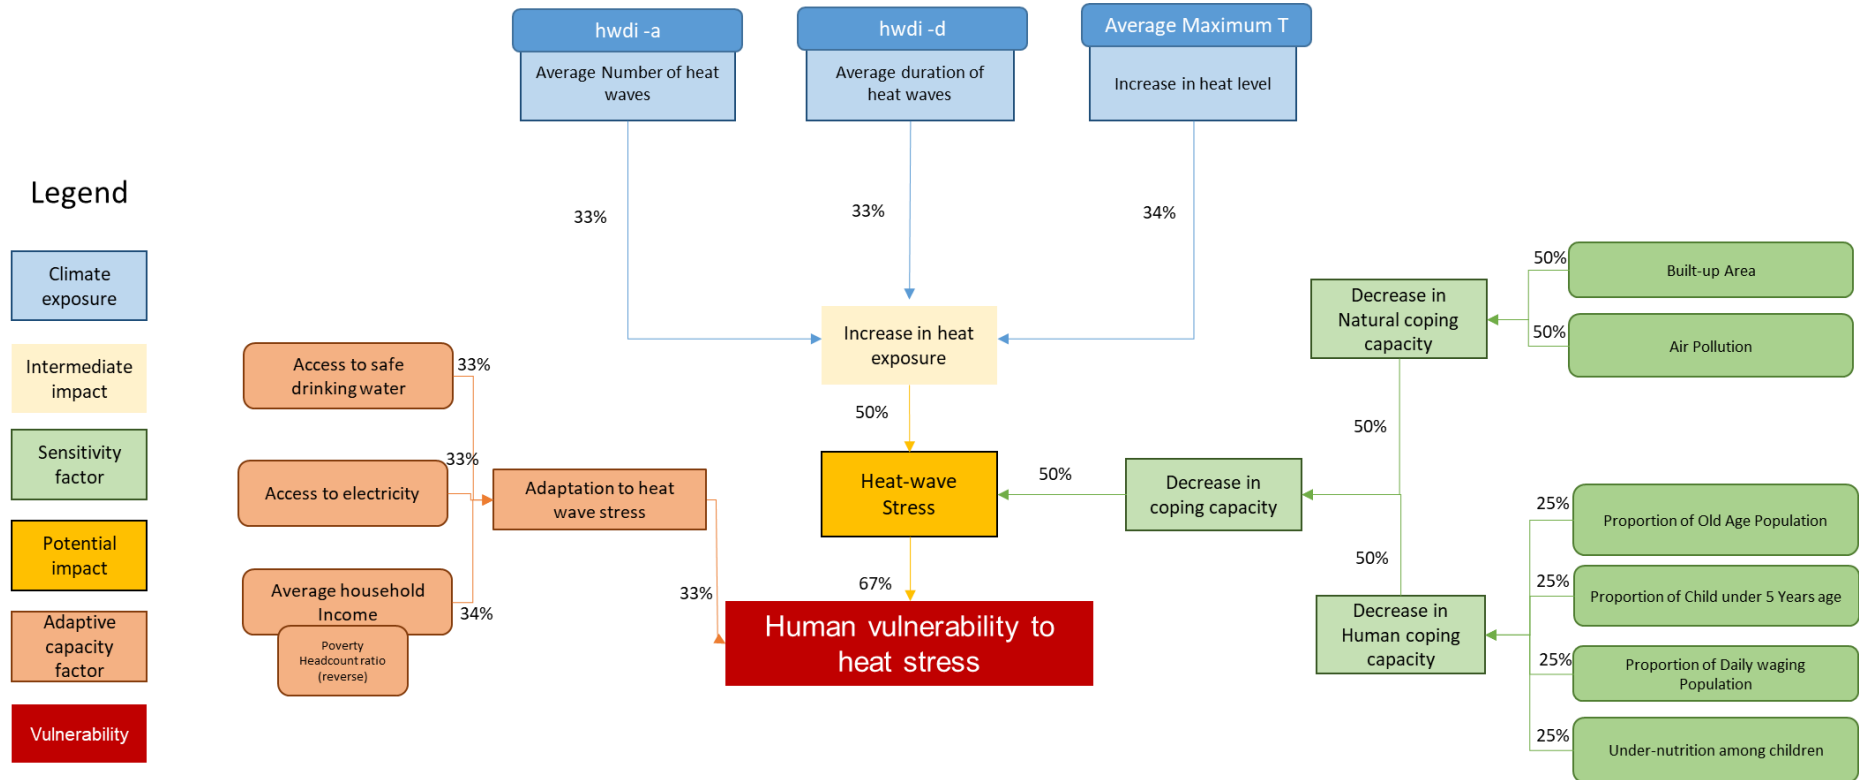 hwdi -a
hwdi -d
Average Maximum T
Average Number of heat
waves
Average duration of
heat waves
Increase in heat level
Legend
33%
33%
34%
Climate
exposure
Intermediate
impact
Sensitivity
factor
Potential
impact
Adaptive
capacity
factor
Vulnerability
Increase in heat
exposure
50%
Heat-wave
Stress
67%
Human vulnerability to
heat stress
Access to safe
drinking water
33%
Access to electricity
33%
Average household
Income
34%
Poverty
Headcount ratio
(reverse)
Adaptation to heat
wave stress
33%
50%
Decrease in
coping capacity
Decrease in
Natural coping
capacity
50%
50%
Decrease in
Human coping
capacity
50%
Built-up Area
50%
Air Pollution
25%
Proportion of Old Age Population
25%
Proportion of Child under 5 Years age
25%
Proportion of Daily waging
Population
25%
Under-nutrition among children